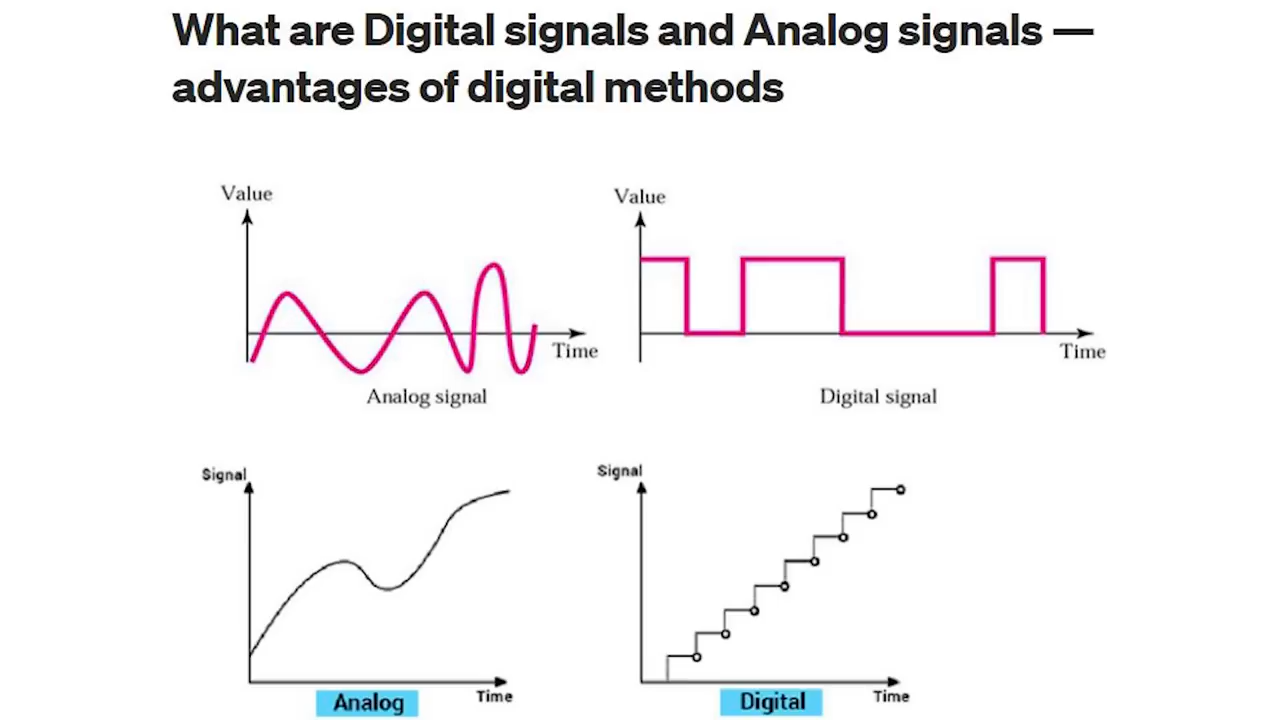 What are Digital signals and Analog signals —
advantages of digital methods
Value
Time
Analog signal
Value
Time
Digital signal
Signal
Time
Analog
Signal
Time
Digital